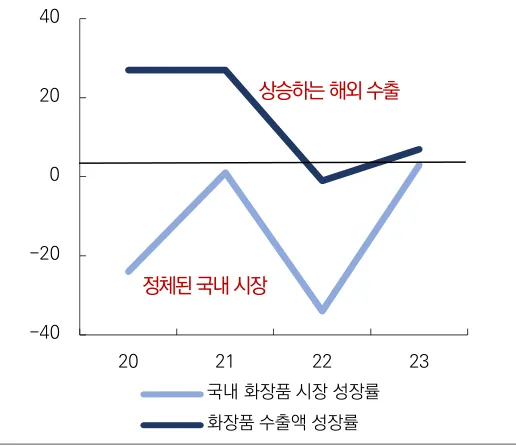 40
20
0
-20
-40
상승하는 해외 수출
정체된 국내 시장
20 21 22 23
국내 화장품 시장 성장률
화장품 수출액 성장률